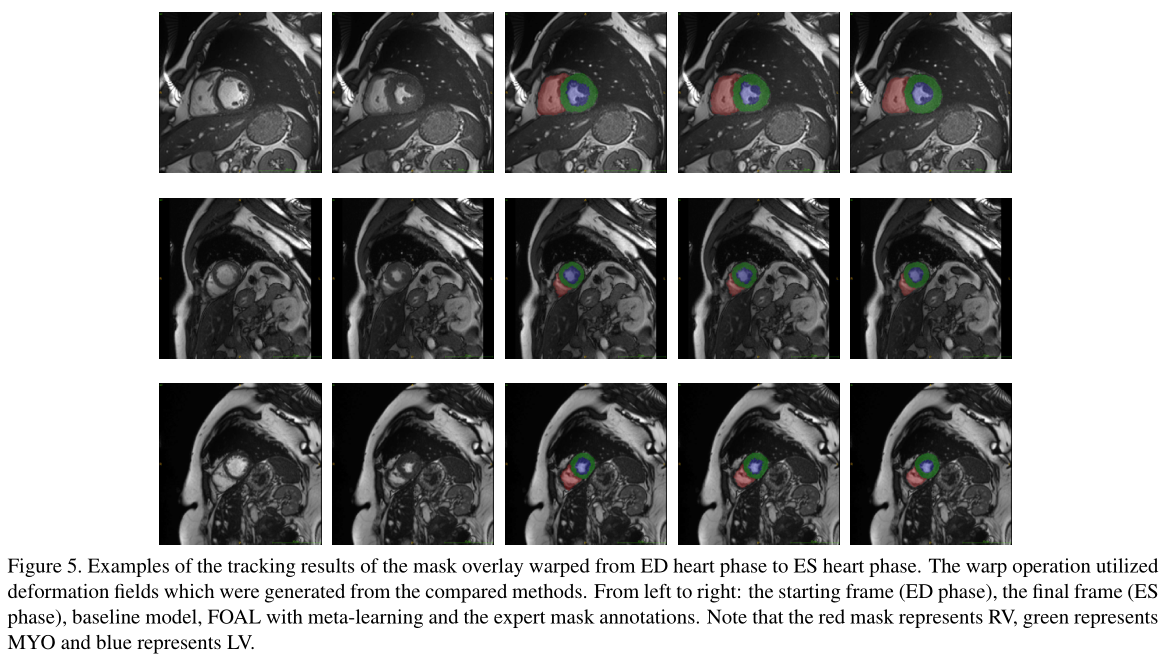 Figure 5. Examples of the tracking results of the mask overlay warped from ED heart phase to ES heart phase. The warp operation utilized
deformation fields which were generated from the compared methods. From left to right: the starting frame (ED phase), the final frame (ES
phase), baseline model, FOAL with meta-learning and the expert mask annotations. Note that the red mask represents RV, green represents
MYO and blue represents LV.